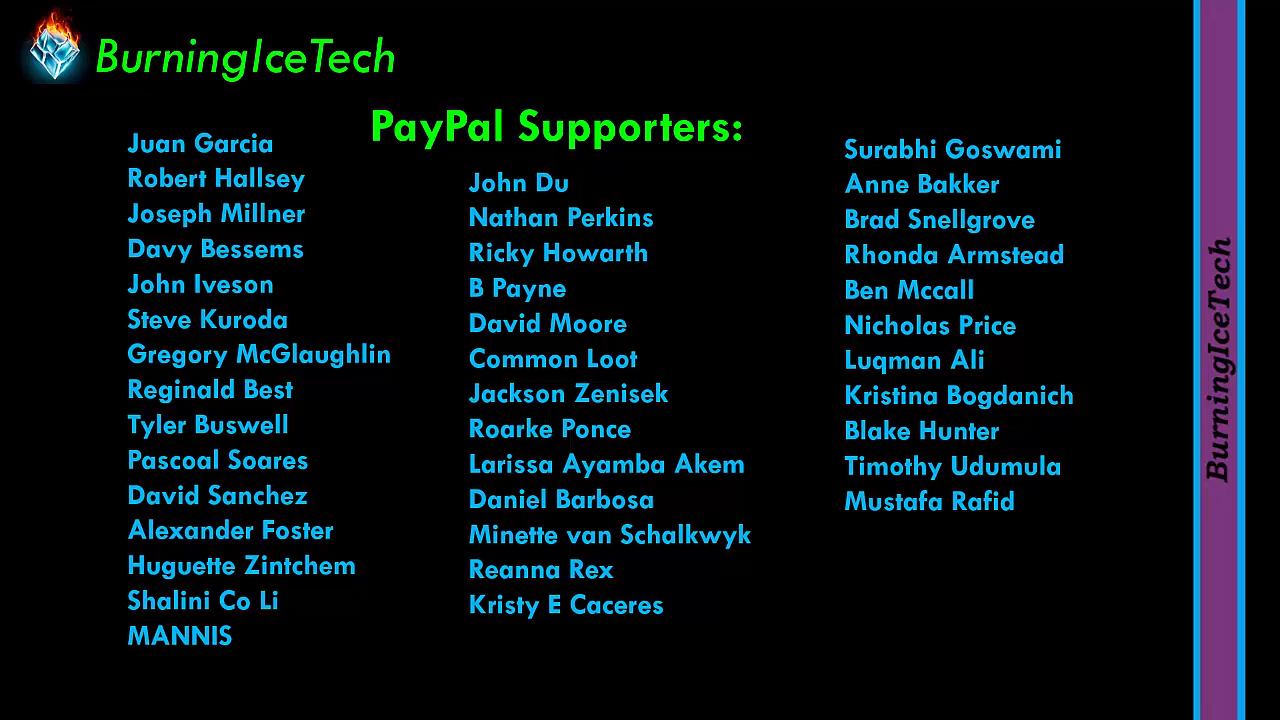 BurningIceTech
PayPal Supporters:
Juan Garcia
Robert Hallsey
Joseph Millner
Davy Bessems
John Iveson
Steve Kuroda
Gregory McGlaughlin
Reginald Best
Tyler Buswell
Pascoal Soares
David Sanchez
Alexander Foster
Huguette Zintchem
Shalini Co Li
MANNIS
John Du
Nathan Perkins
Ricky Howarth
B Payne
David Moore
Common Loot
Jackson Zenisek
Roarke Ponce
Larissa Ayamba Akem
Daniel Barbosa
Minette van Schalkwyk
Reanna Rex
Kristy E Caceres
Surabhi Goswami
Anne Bakker
Brad Snellgrove
Rhonda Armstead
Ben Mccall
Nicholas Price
Luqman Ali
Kristina Bogdanich
Blake Hunter
Timothy Udumula
Mustafa Rafid
BurningIceTech